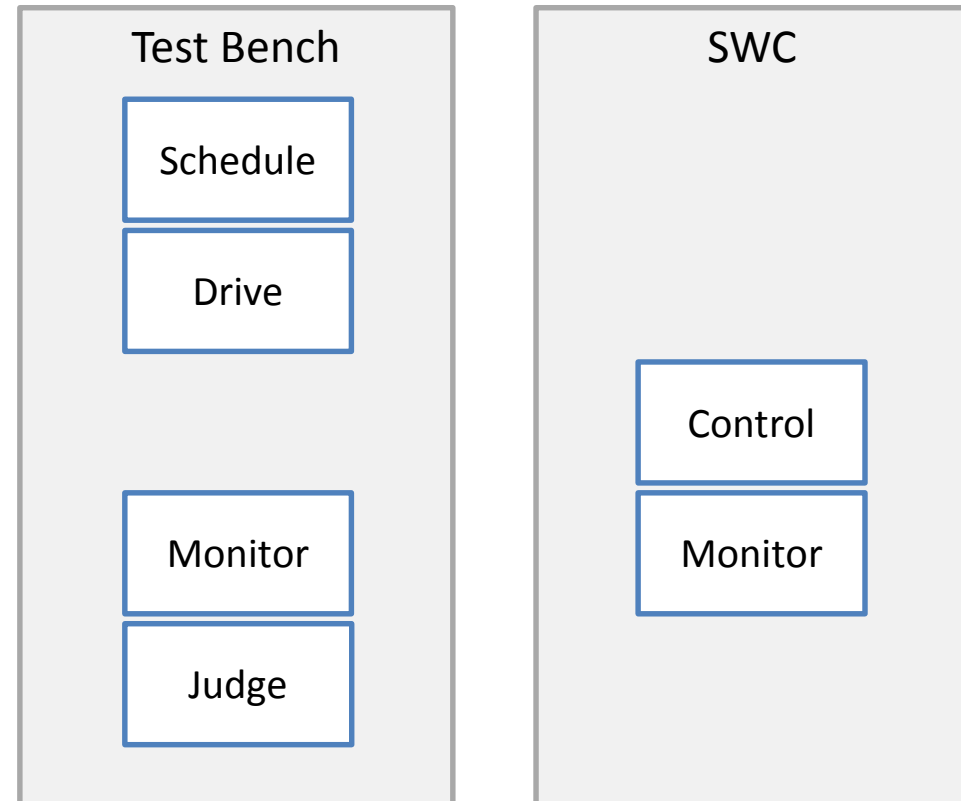 Test Bench
Schedule
Drive
Monitor
Judge
SWC
Control
Monitor